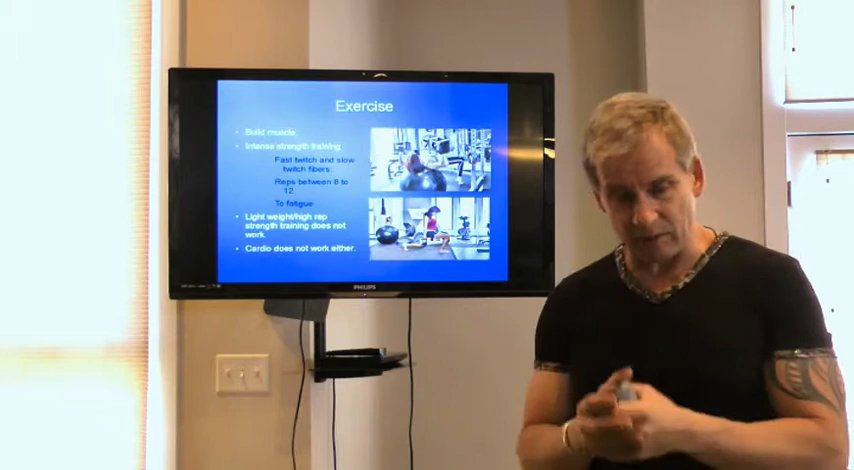 Exercise
• Build muscle.
• Intense strength training
Fast twitch and slow
twitch fibers
Reps between 8 to
12
To fatigue
• Light weight/high rep
strength training does not
work.
• Cardio does not work either.
PHILIPS